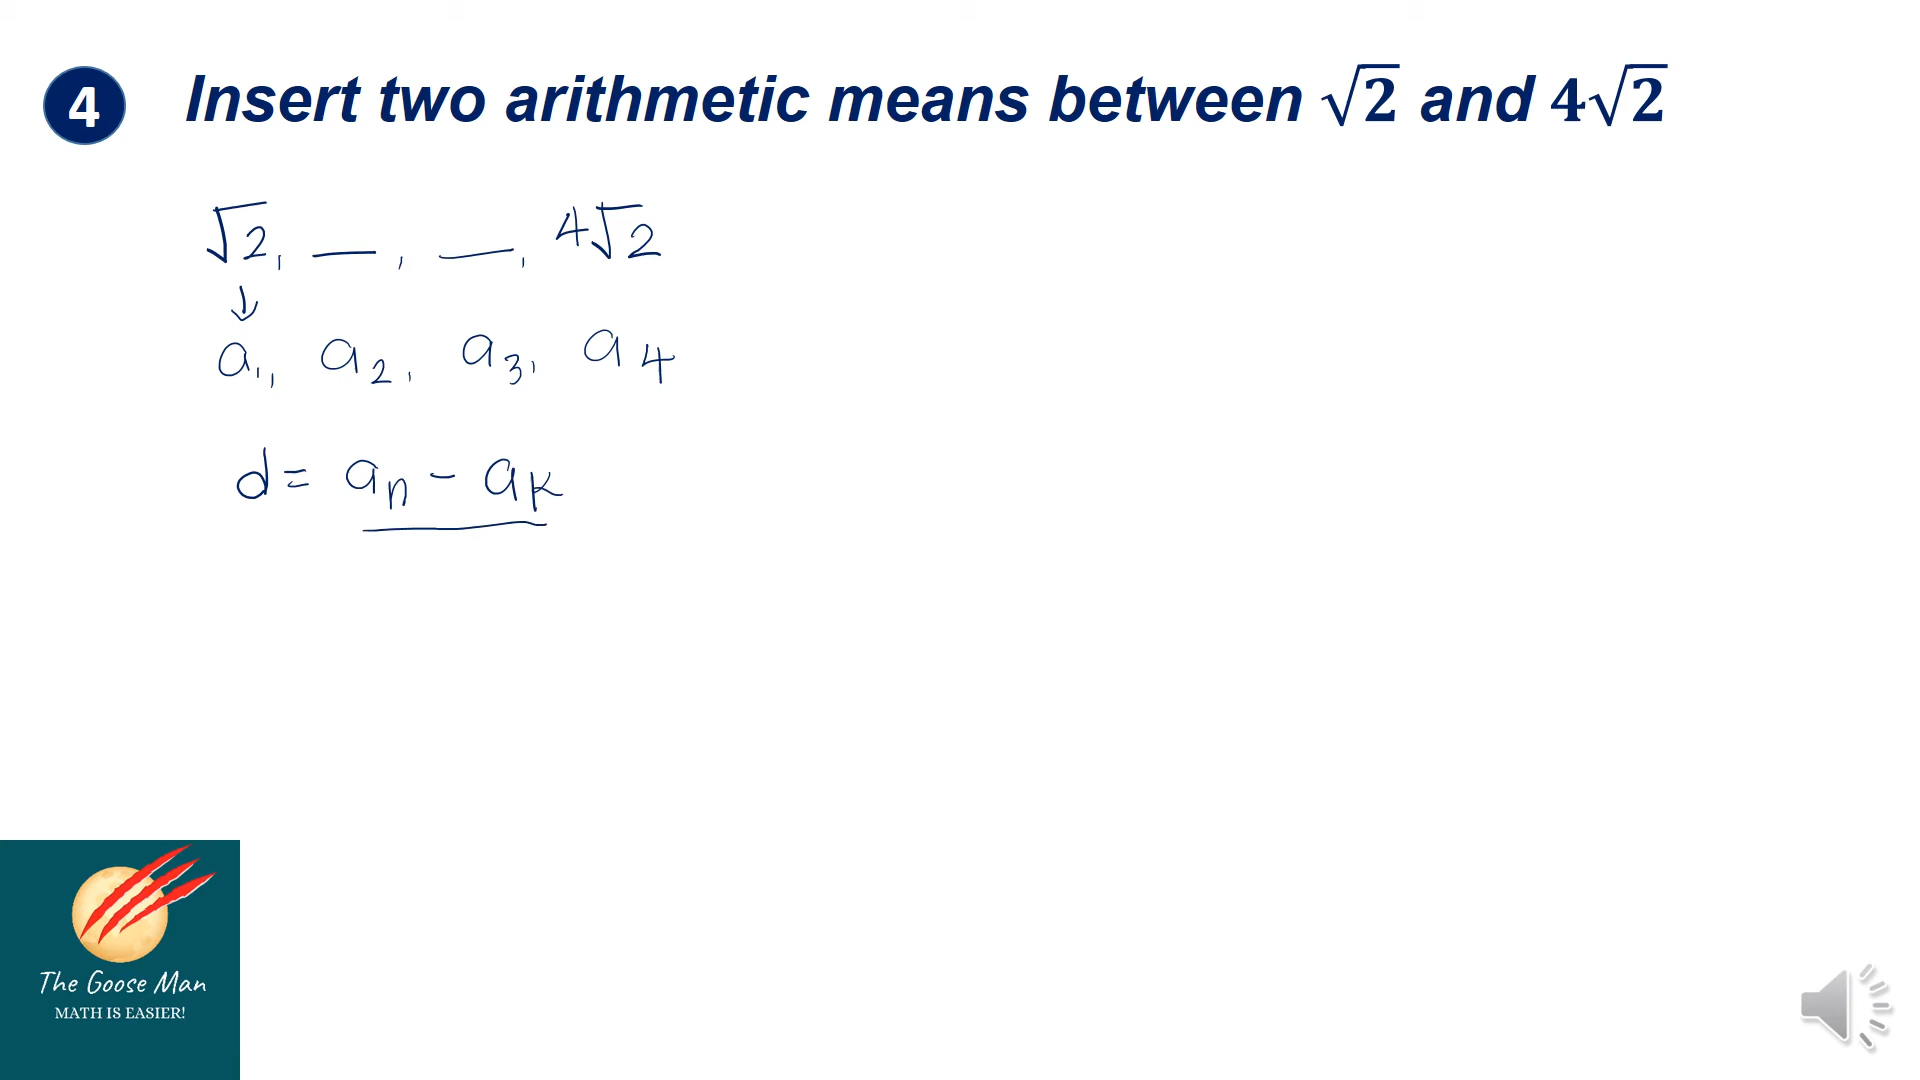 4 Insert two arithmetic means between √2 and 4√2
√2, __, __, 4√2
↓
a₁, a₂, a₃, a₄
d = aₙ - aₖ
The Goose Man
MATH IS EASIER!